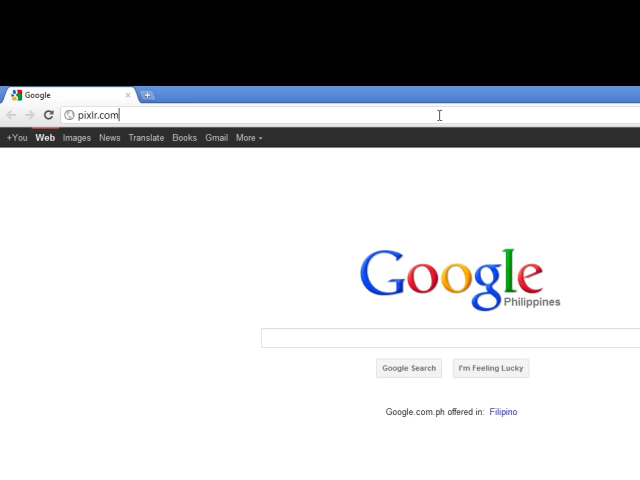 Google
pixlr.com
+You Web Images News Translate Books Gmail More
Google
Philippines
Google Search I'm Feeling Lucky
Google.com.ph offered in: Filipino